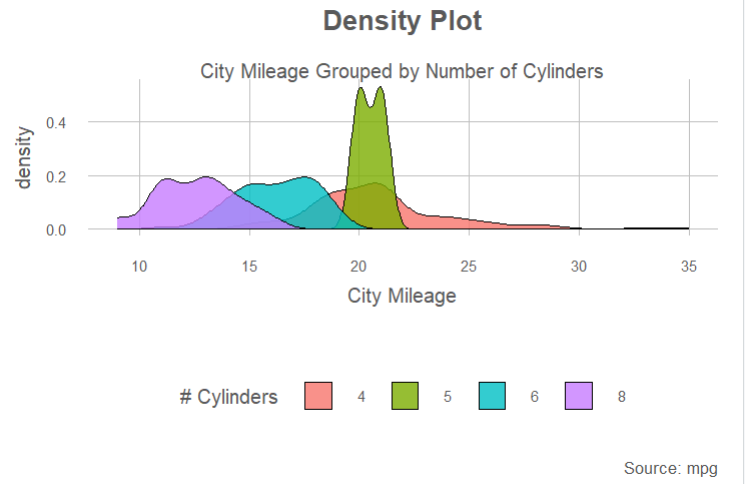 Density Plot
City Mileage Grouped by Number of Cylinders
density
0.4
0.2
0.0
10 15 20 25 30 35
City Mileage
# Cylinders 4 5 6 8
Source: mpg